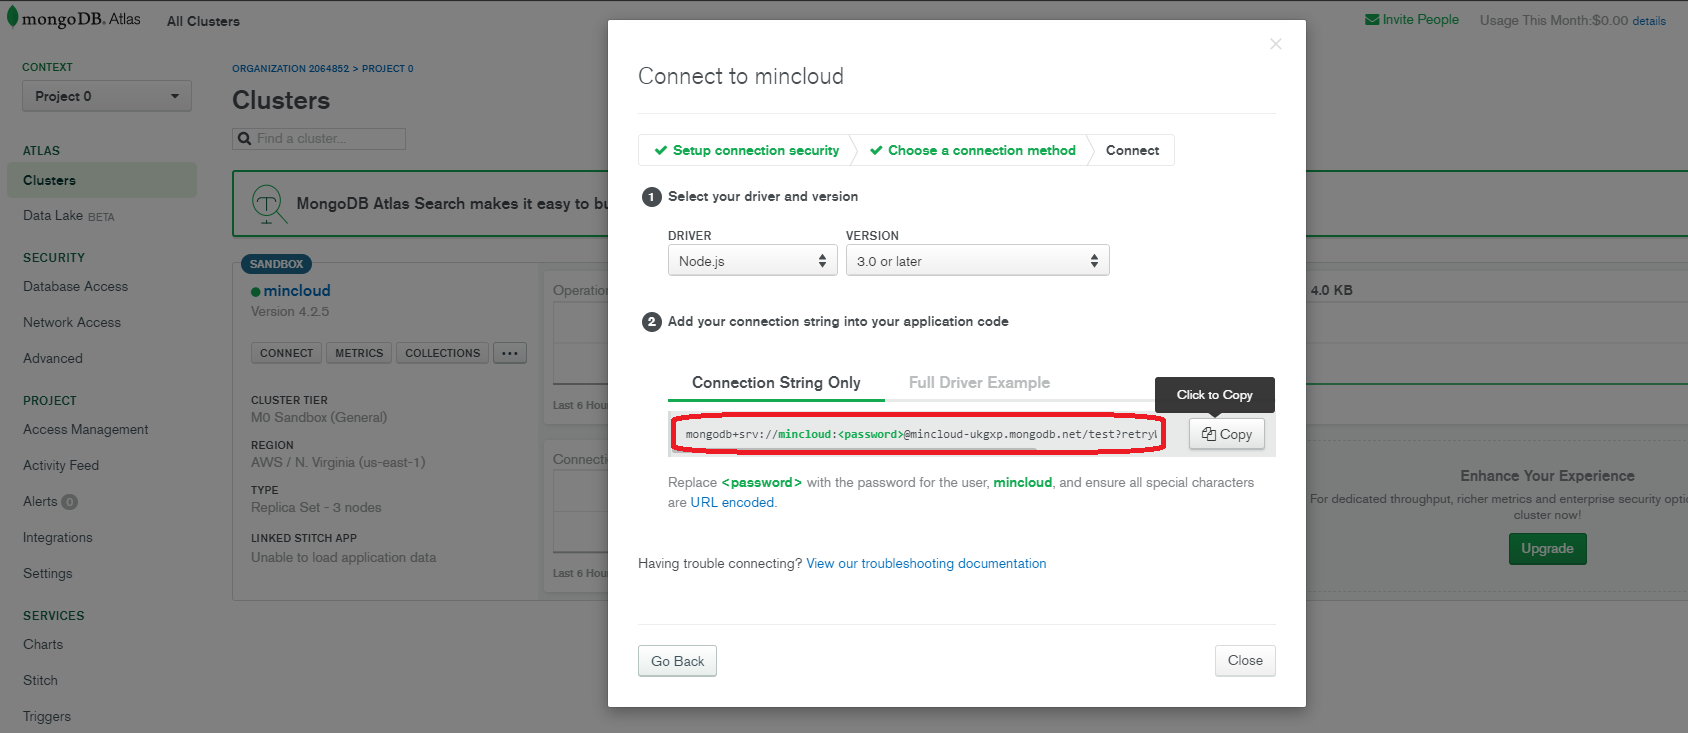 mongoDB. Atlas
All Clusters
Invite People
Usage This Month:$0.00 details
CONTEXT
Project 0
ATLAS
Clusters
Data Lake BETA
SECURITY
Database Access
Network Access
Advanced
PROJECT
Access Management
Activity Feed
Alerts 0
Integrations
Settings
SERVICES
Charts
Stitch
Triggers
ORGANIZATION 2064852 > PROJECT 0
Clusters
Find a cluster...
MongoDB Atlas Search makes it easy to bu
SANDBOX
mincloud
Version 4.2.5
CONNECT
METRICS
COLLECTIONS
...
CLUSTER TIER
M0 Sandbox (General)
REGION
AWS / N. Virginia (us-east-1)
TYPE
Replica Set - 3 nodes
LINKED STITCH APP
Unable to load application data
Operation
Last 6 Hou
Connectio
Last 6 Hou
Connect to mincloud
Setup connection security
Choose a connection method
Connect
1 Select your driver and version
DRIVER
VERSION
Node.js
3.0 or later
2 Add your connection string into your application code
Connection String Only
Full Driver Example
Click to Copy
mongodb+srv://mincloud:<password>@mincloud-ukgxp.mongodb.net/test?retryW
Copy
Replace <password> with the password for the user, mincloud, and ensure all special characters
are URL encoded.
Having trouble connecting? View our troubleshooting documentation
Go Back
Close
4.0 KB
Enhance Your Experience
For dedicated throughput, richer metrics and enterprise security optio
cluster now!
Upgrade